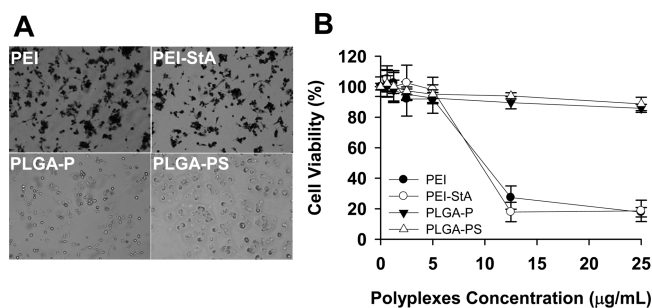 A
PEI
PEI-StA
PLGA-P
PLGA-PS
B
Cell Viability (%)
120
100
80
60
40
20
0
PEI
PEI-StA
PLGA-P
PLGA-PS
0 5 10 15 20 25
Polyplexes Concentration (μg/mL)